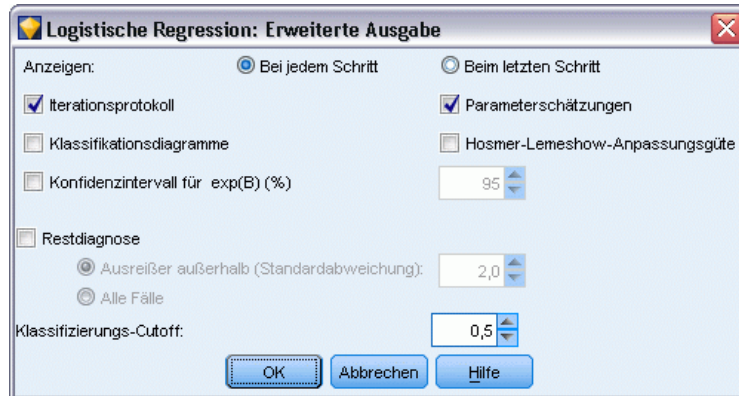 Logistische Regression: Erweiterte Ausgabe
Anzeigen: Bei jedem Schritt Beim letzten Schritt
Iterationsprotokoll Parameterschätzungen
Klassifikationsdiagramme Hosmer-Lemeshow-Anpassungsgüte
Konfidenzintervall für exp(B) (%) 95
Restdiagnose
Ausreißer außerhalb (Standardabweichung): 2,0
Alle Fälle
Klassifizierungs-Cutoff: 0,5
OK Abbrechen Hilfe